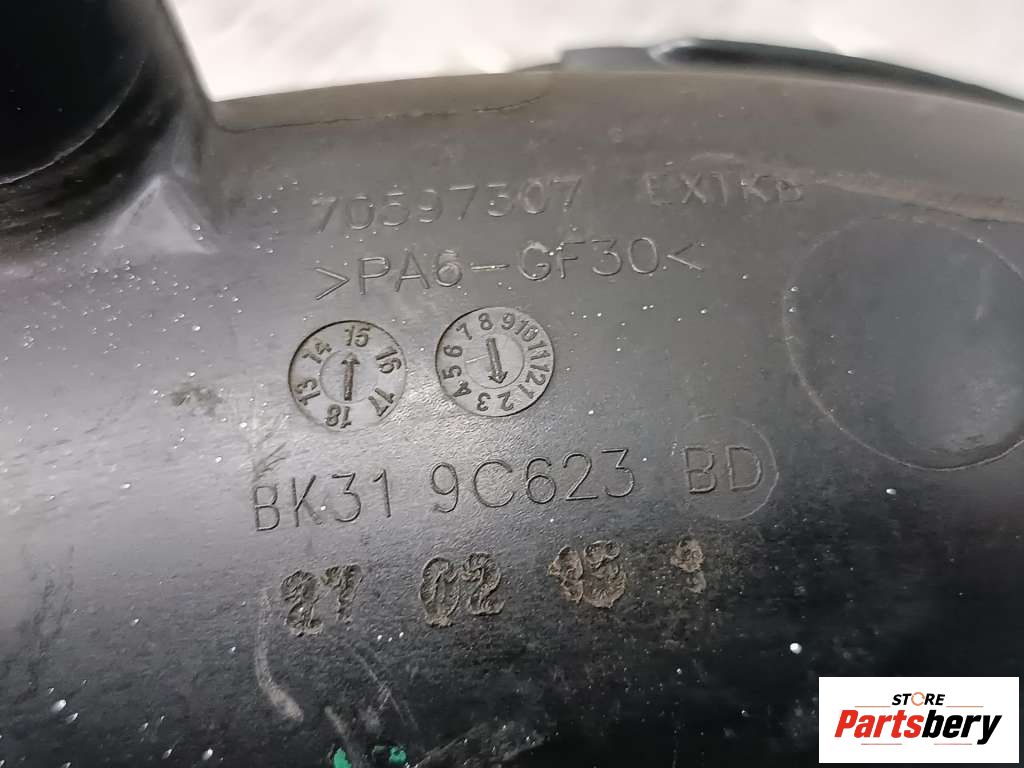 70597307
>PA6-GF30<
13 14 15 16 17 18
1 2 3 4 5 6 7 8 9 10 11 12
BK31 9C623 BD
27 02
STORE
Partsbery